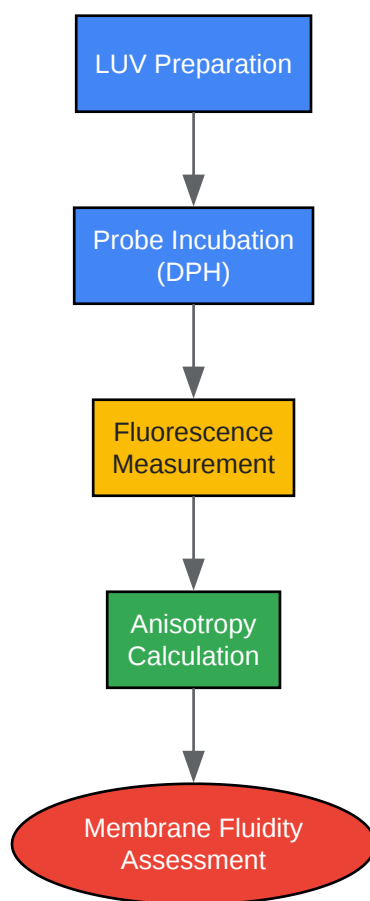 LUV Preparation
Probe Incubation
(DPH)
Fluorescence
Measurement
Anisotropy
Calculation
Membrane Fluidity
Assessment